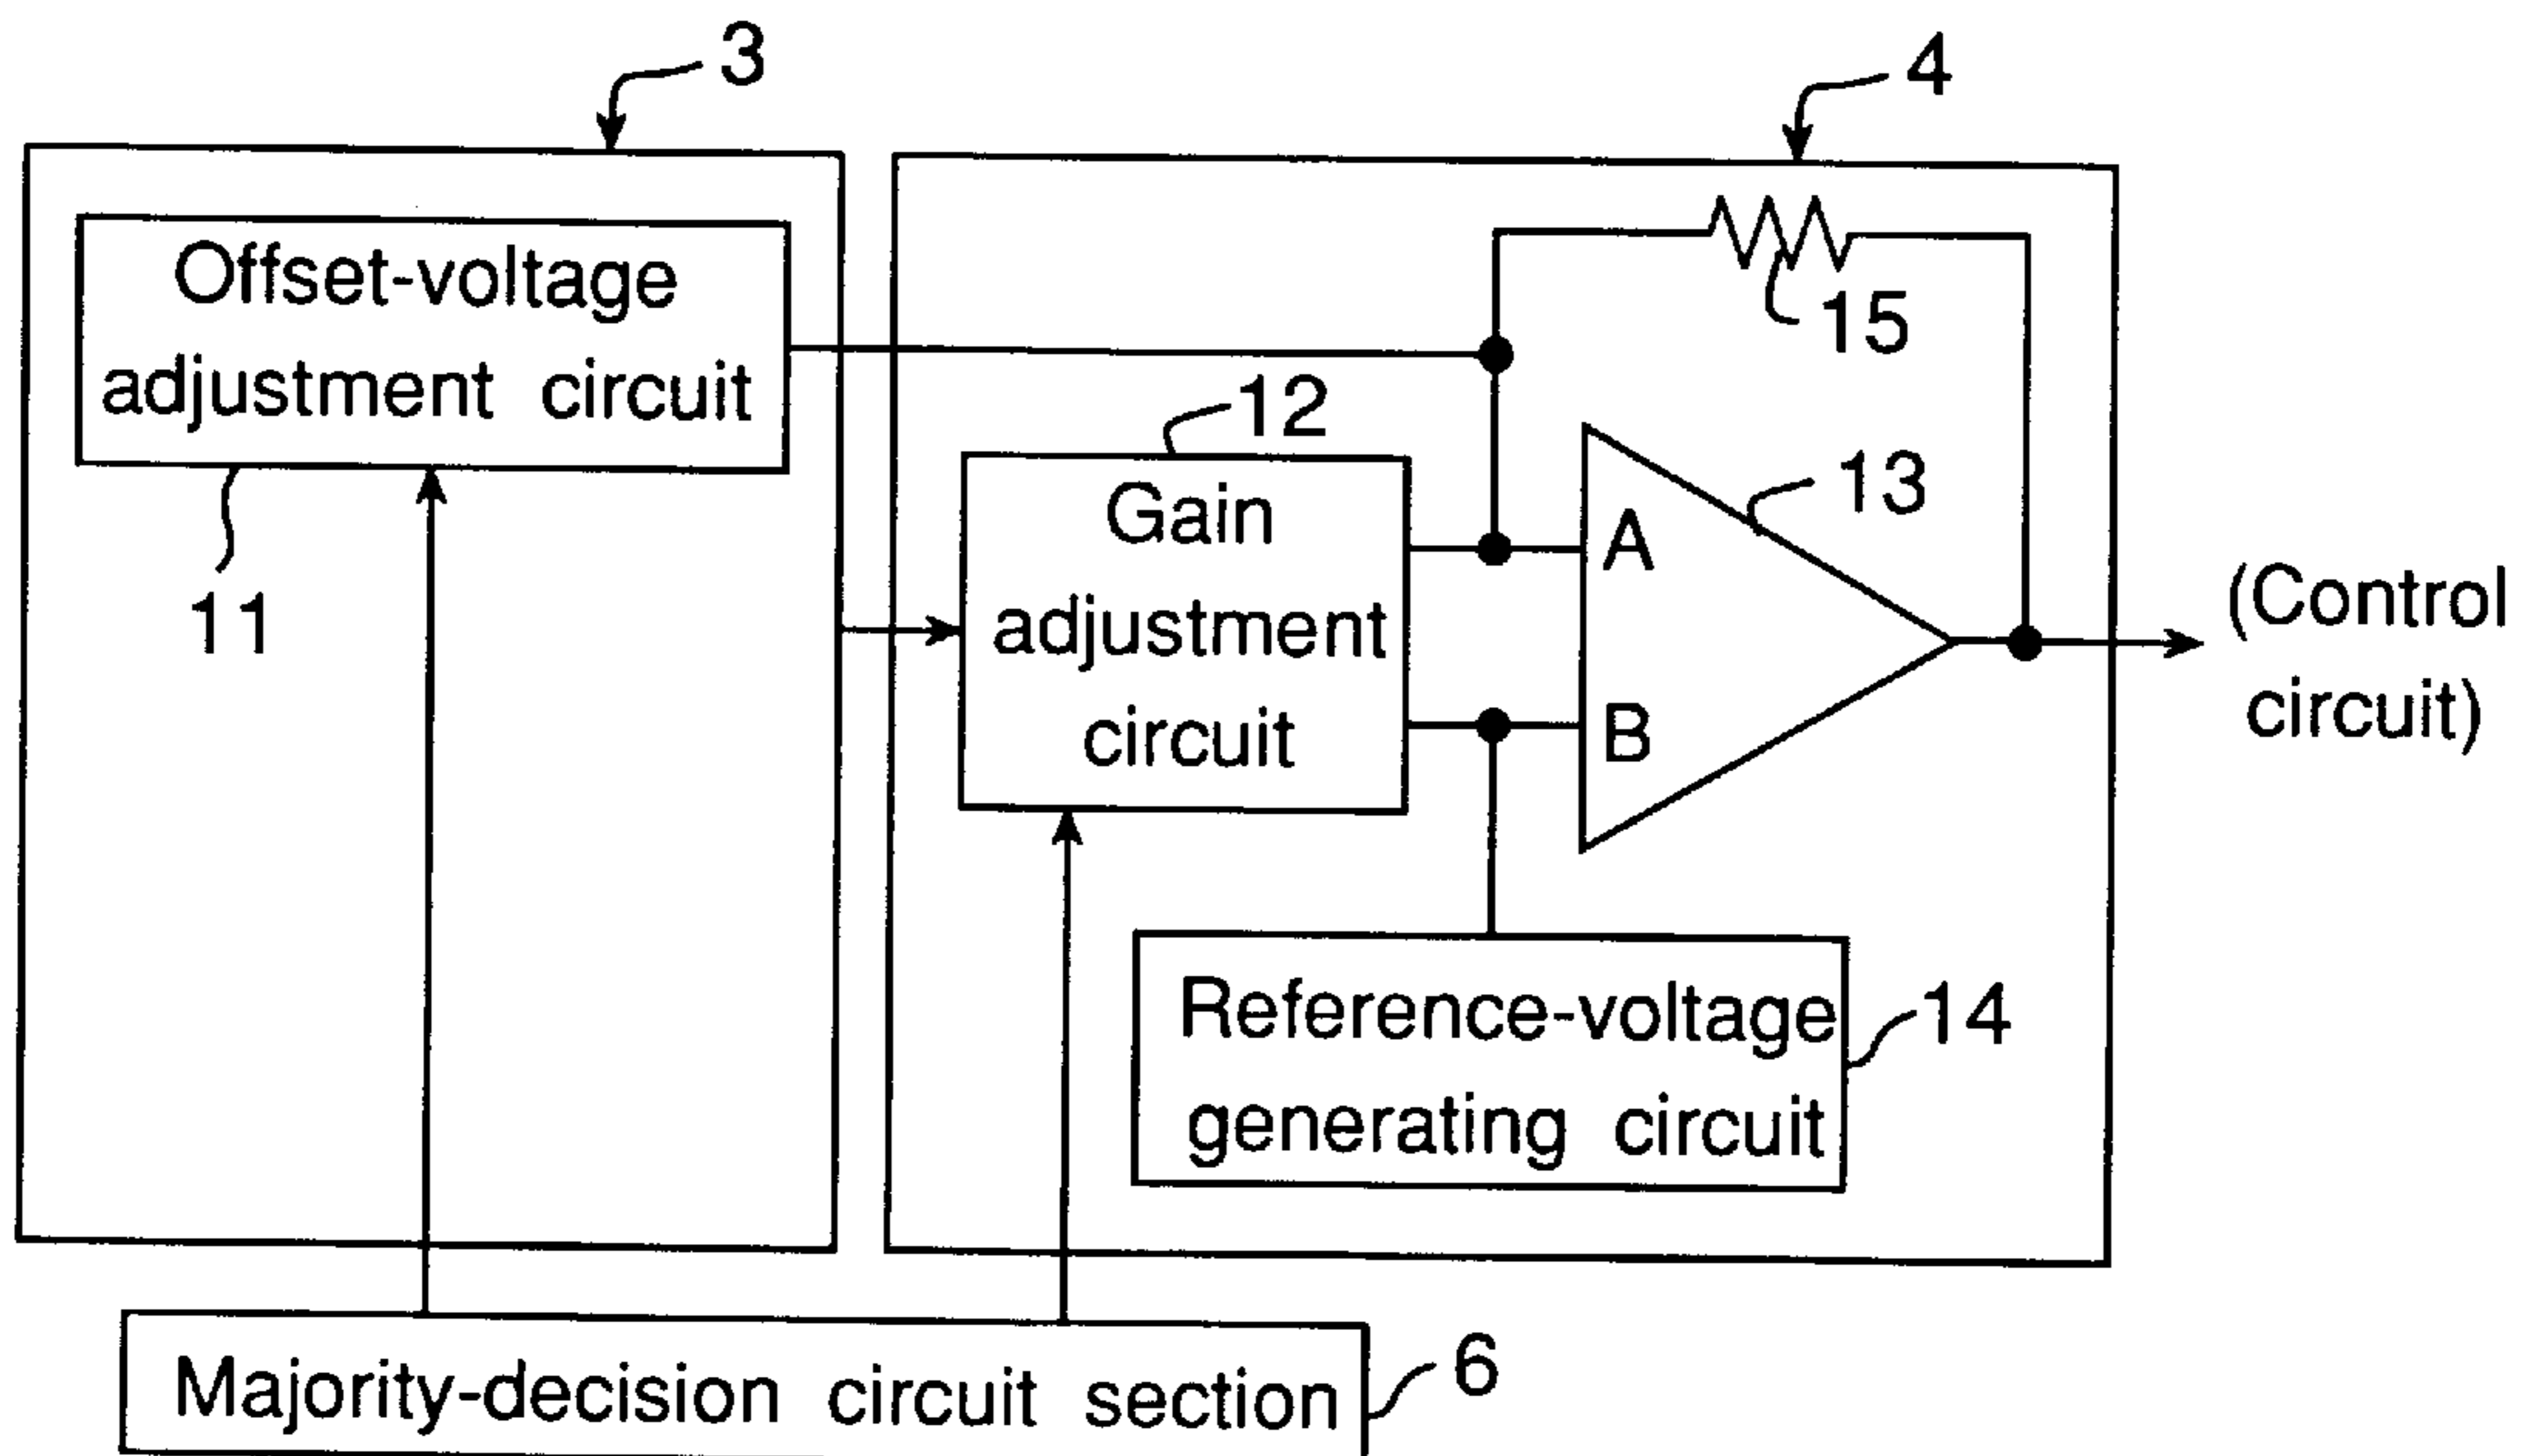 3
4
Offset-voltage
adjustment circuit
11
15
12
Gain
adjustment
circuit
13
A
B
(Control
circuit)
Reference-voltage
generating circuit
14
Majority-decision circuit section
6